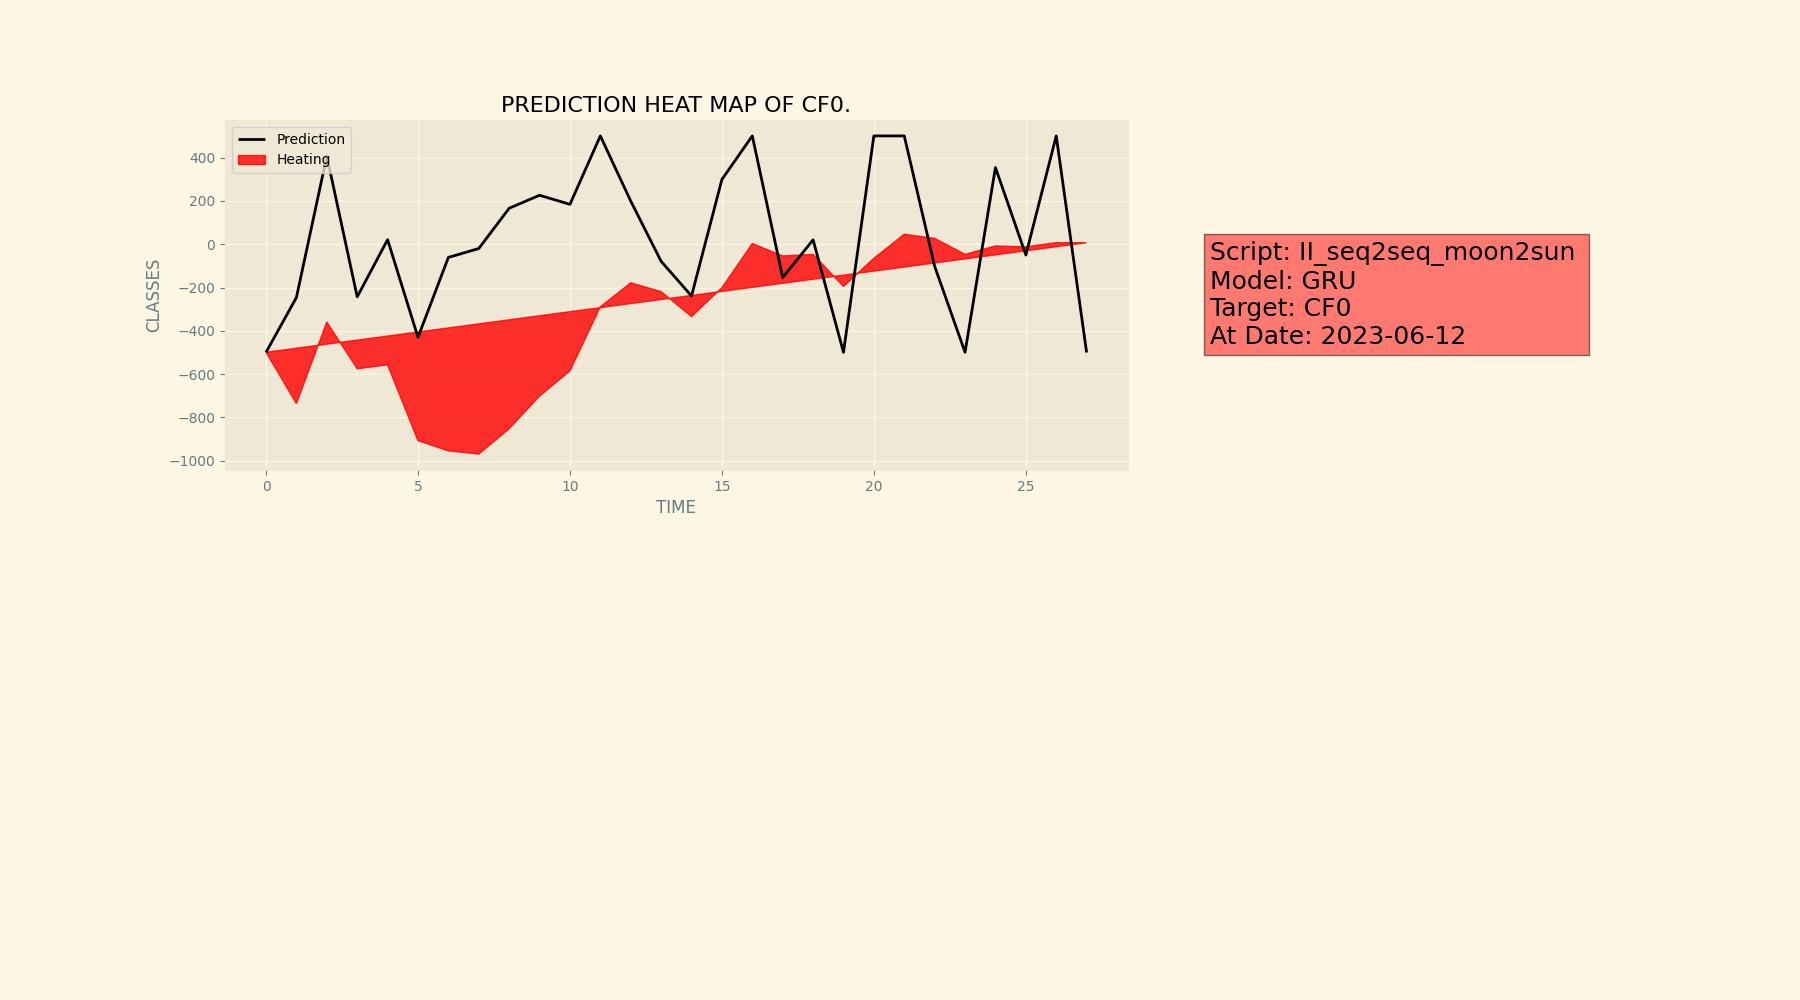 PREDICTION HEAT MAP OF CF0.
Prediction
Heating
400
200
0
−200
−400
−600
−800
−1000
CLASSES
0 5 10 15 20 25
TIME
Script: II_seq2seq_moon2sun
Model: GRU
Target: CF0
At Date: 2023-06-12